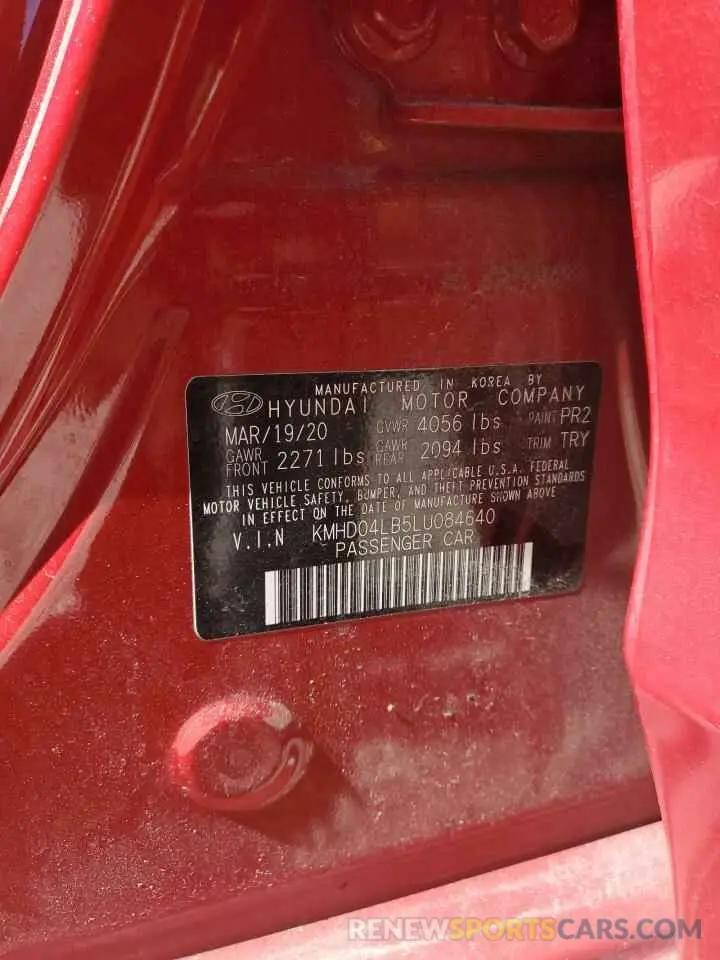 MANUFACTURED IN KOREA BY
HYUNDAI MOTOR COMPANY
MAR/19/20 GVWR 4056 lbs PAINT PR2
GAWR FRONT 2271 lbs GAWR REAR 2094 lbs TRIM TRY
THIS VEHICLE CONFORMS TO ALL APPLICABLE U.S.A. FEDERAL
MOTOR VEHICLE SAFETY, BUMPER, AND THEFT PREVENTION STANDARDS
IN EFFECT ON THE DATE OF MANUFACTURE SHOWN ABOVE
V.I.N KMHD04LB5LU084640
PASSENGER CAR
RENEWSPORTSCARS.COM